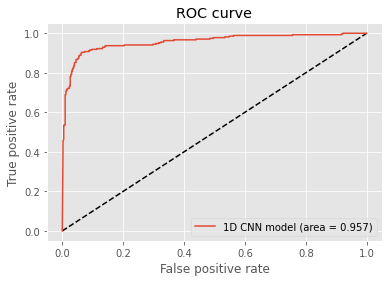 ROC curve
True positive rate
1.0
0.8
0.6
0.4
0.2
0.0
1D CNN model (area = 0.957)
0.0 0.2 0.4 0.6 0.8 1.0
False positive rate